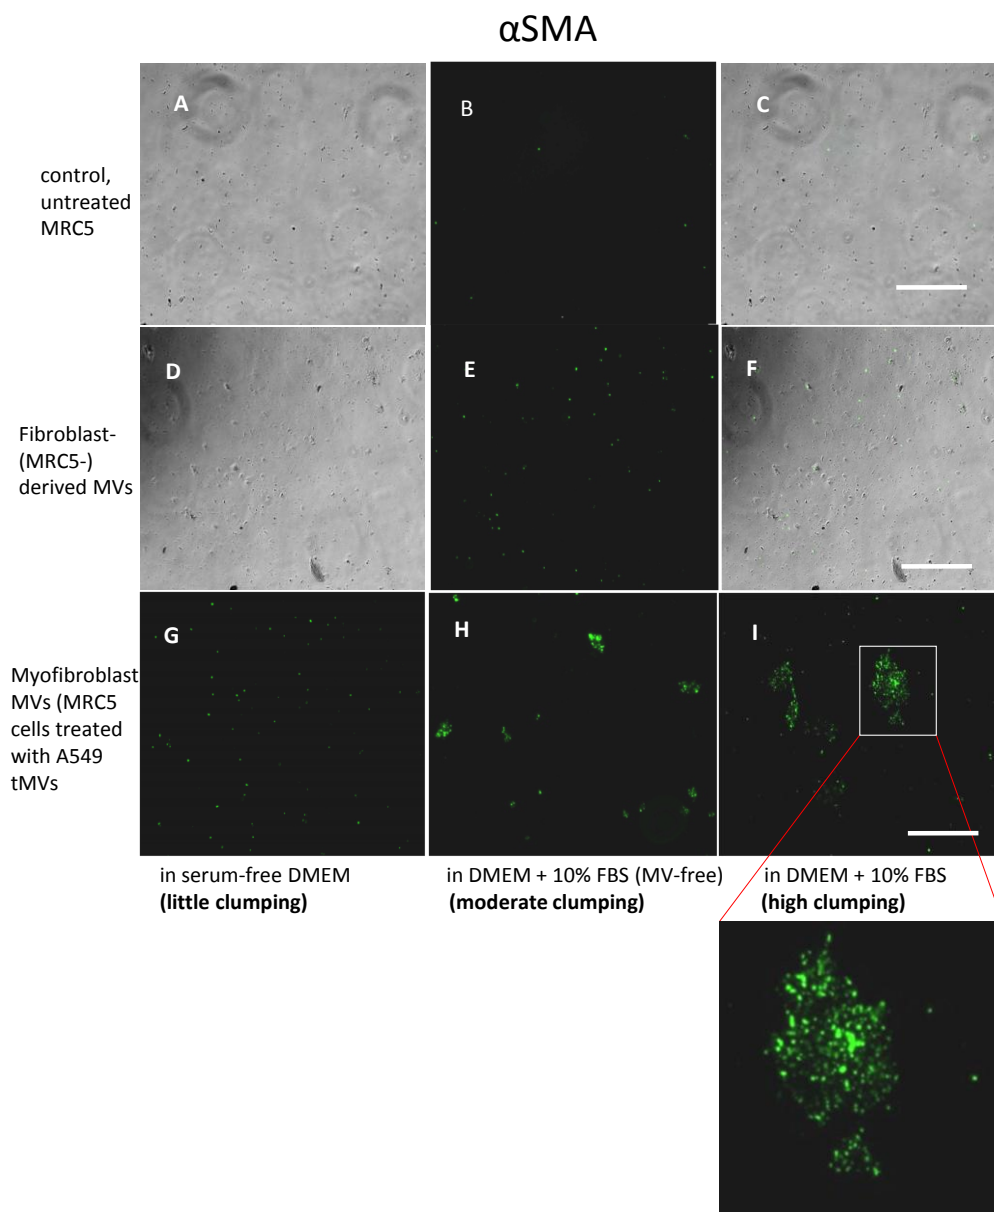 αSMA
A
B
C
control,
untreated
MRC5
D
E
F
Fibroblast-
(MRC5-)
derived MVs
G
H
I
Myofibroblast
MVs (MRC5
cells treated
with A549
tMVs
in serum-free DMEM
(little clumping)
in DMEM + 10% FBS (MV-free)
(moderate clumping)
in DMEM + 10% FBS
(high clumping)